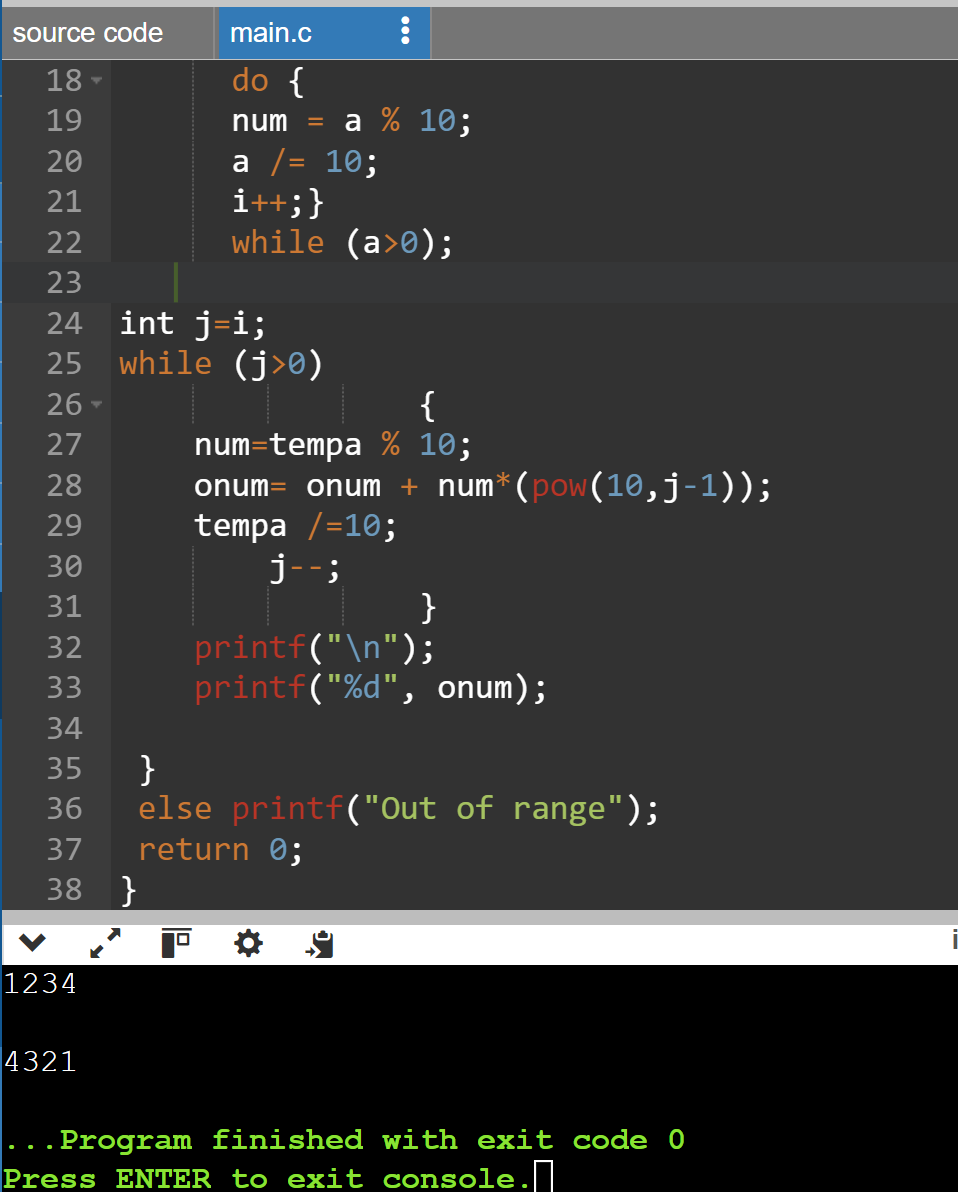 source code main.c
18 do {
19 num = a % 10;
20 a /= 10;
21 i++;}
22 while (a>0);
23
24 int j=i;
25 while (j>0)
26 {
27 num=tempa % 10;
28 onum= onum + num*(pow(10,j-1));
29 tempa /=10;
30 j--;
31 }
32 printf("\n");
33 printf("%d", onum);
34
35 }
36 else printf("Out of range");
37 return 0;
38 }
1234
4321
...Program finished with exit code 0
Press ENTER to exit console.